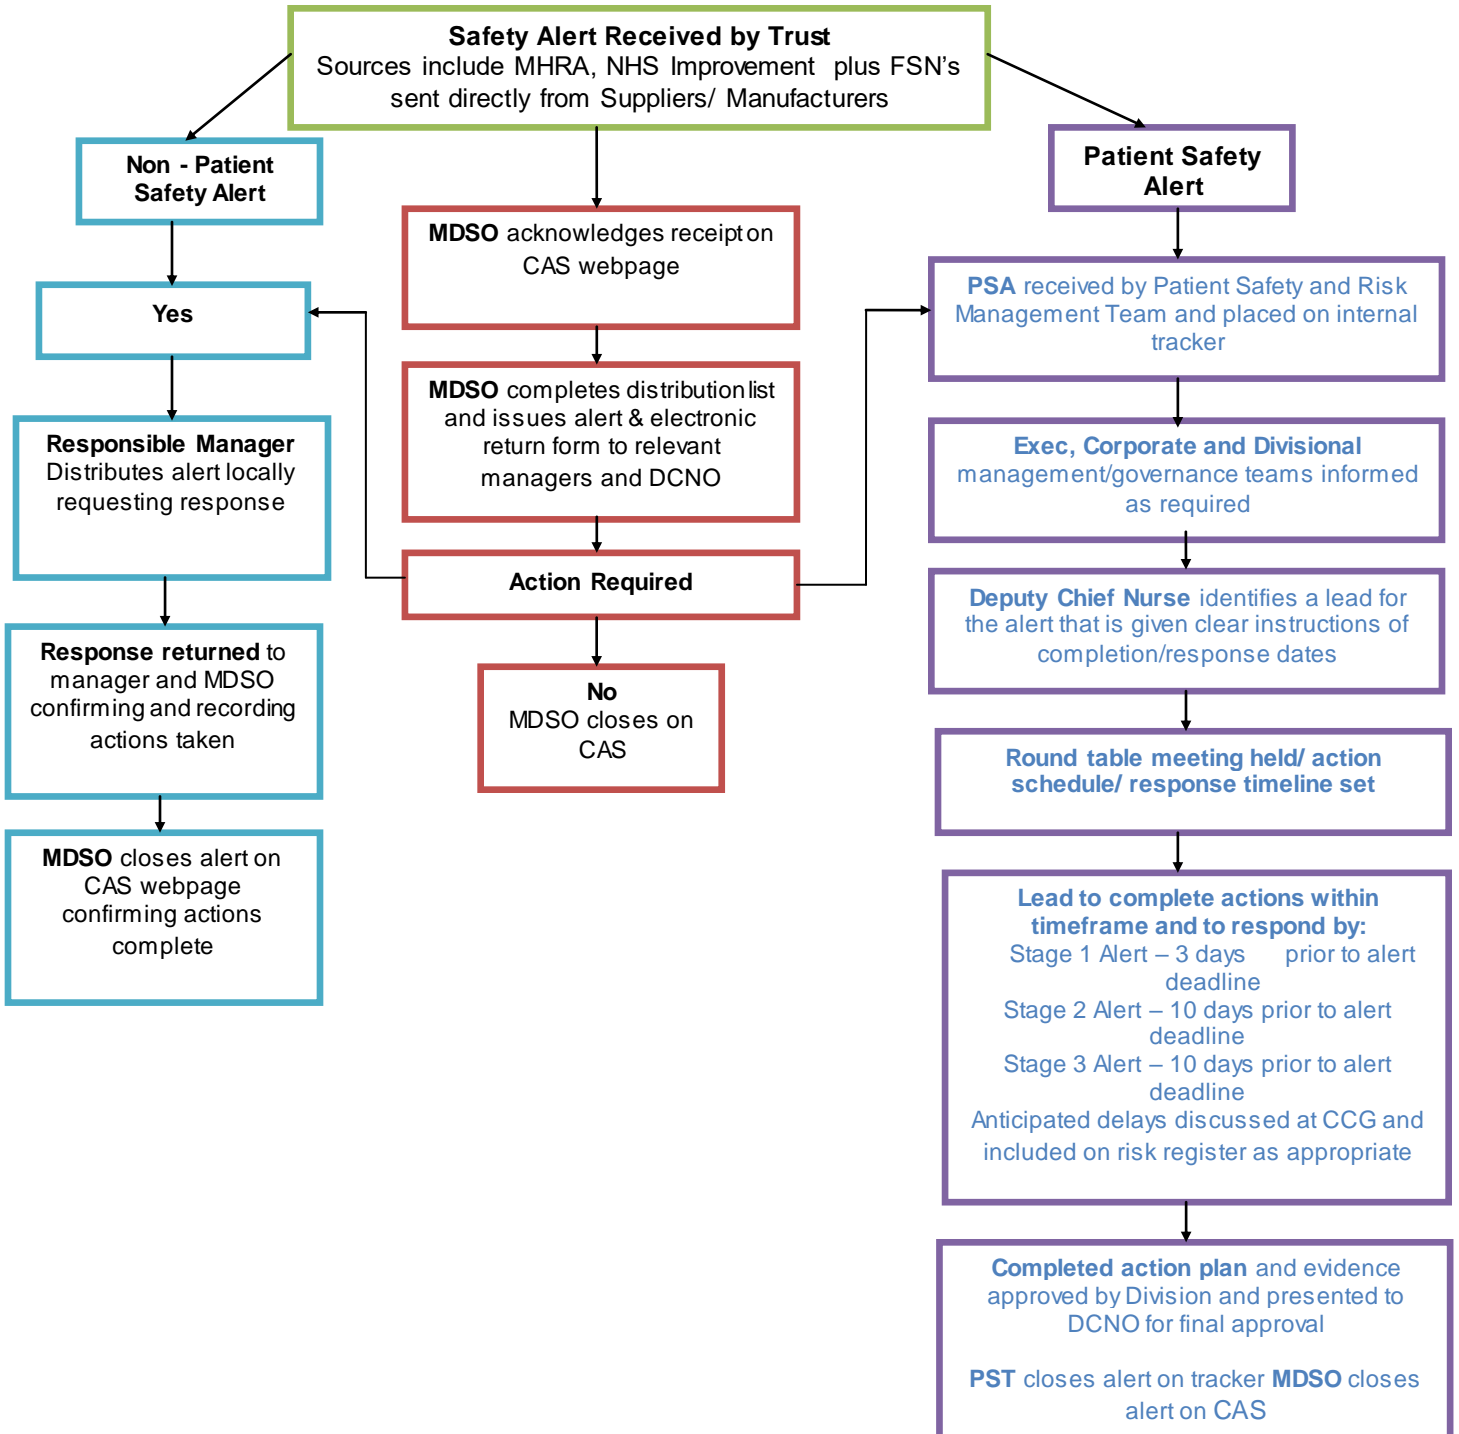 Safety Alert Received by Trust
Sources include MHRA, NHS Improvement plus FSN's
sent directly from Suppliers/ Manufacturers
Non - Patient
Safety Alert
Yes
Responsible Manager
Distributes alert locally
requesting response
Response returned to
manager and MDSO
confirming and recording
actions taken
MDSO closes alert on
CAS webpage
confirming actions
complete
MDSO acknowledges receipt on
CAS webpage
MDSO completes distribution list
and issues alert & electronic
return form to relevant
managers and DCNO
Action Required
No
MDSO closes on
CAS
Patient Safety
Alert
PSA received by Patient Safety and Risk
Management Team and placed on internal
tracker
Exec, Corporate and Divisional
management/governance teams informed
as required
Deputy Chief Nurse identifies a lead for
the alert that is given clear instructions of
completion/response dates
Round table meeting held/ action
schedule/ response timeline set
Lead to complete actions within
timeframe and to respond by:
Stage 1 Alert – 3 days prior to alert
deadline
Stage 2 Alert – 10 days prior to alert
deadline
Stage 3 Alert – 10 days prior to alert
deadline
Anticipated delays discussed at CCG and
included on risk register as appropriate
Completed action plan and evidence
approved by Division and presented to
DCNO for final approval
PST closes alert on tracker MDSO closes
alert on CAS